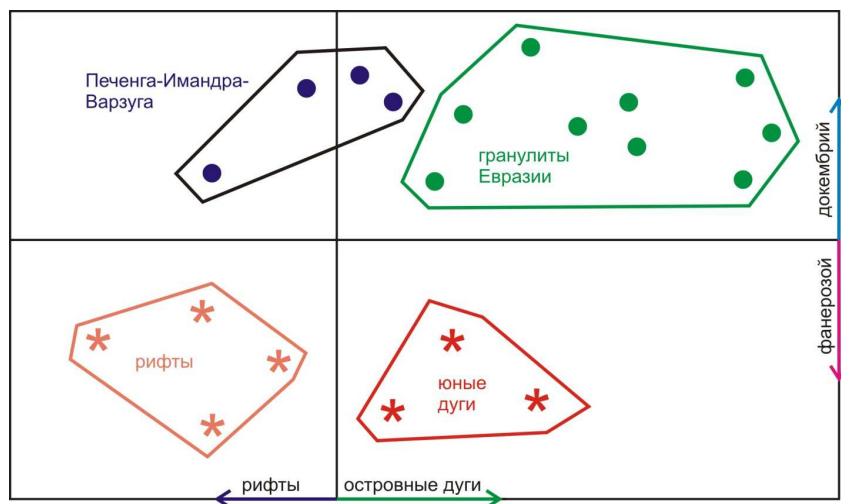 Печенга-Имандра-
Варзуга
гранулиты
Евразии
докембрий
фанерозой
рифты
юные
дуги
рифты
островные дуги